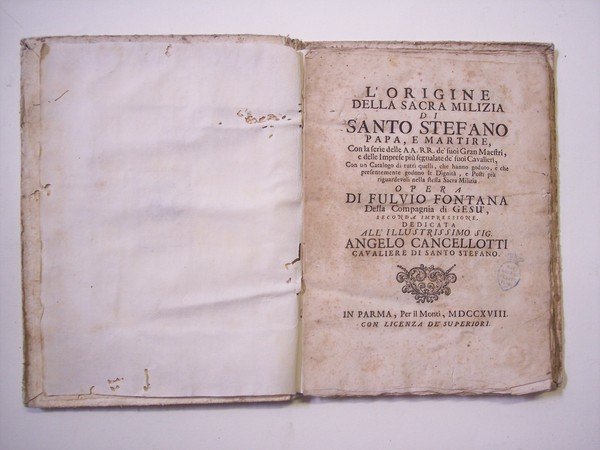 L'ORIGINE
DELLA SACRA MILIZIA
DI
SANTO STEFANO
PAPA, E MARTIRE,
Con la serie delle AA. RR. de' suoi Gran Maestri,
e delle Imprese più segnalate de' suoi Cavalieri,
Con un Catalogo di tutti quelli, che hanno goduto, e che
presentemente godono le Dignità, e Posti più
riguardevoli nella stessa Sacra Milizia.
OPERA
DI FULVIO FONTANA
Della Compagnia di GESU',
SECONDA IMPRESSIONE.
DEDICATA
ALL' ILLUSTRISSIMO SIG.
ANGELO CANCELLOTTI
CAVALIERE DI SANTO STEFANO.
IN PARMA, Per il Monti, MDCCXVIII.
CON LICENZA DE' SUPERIORI.